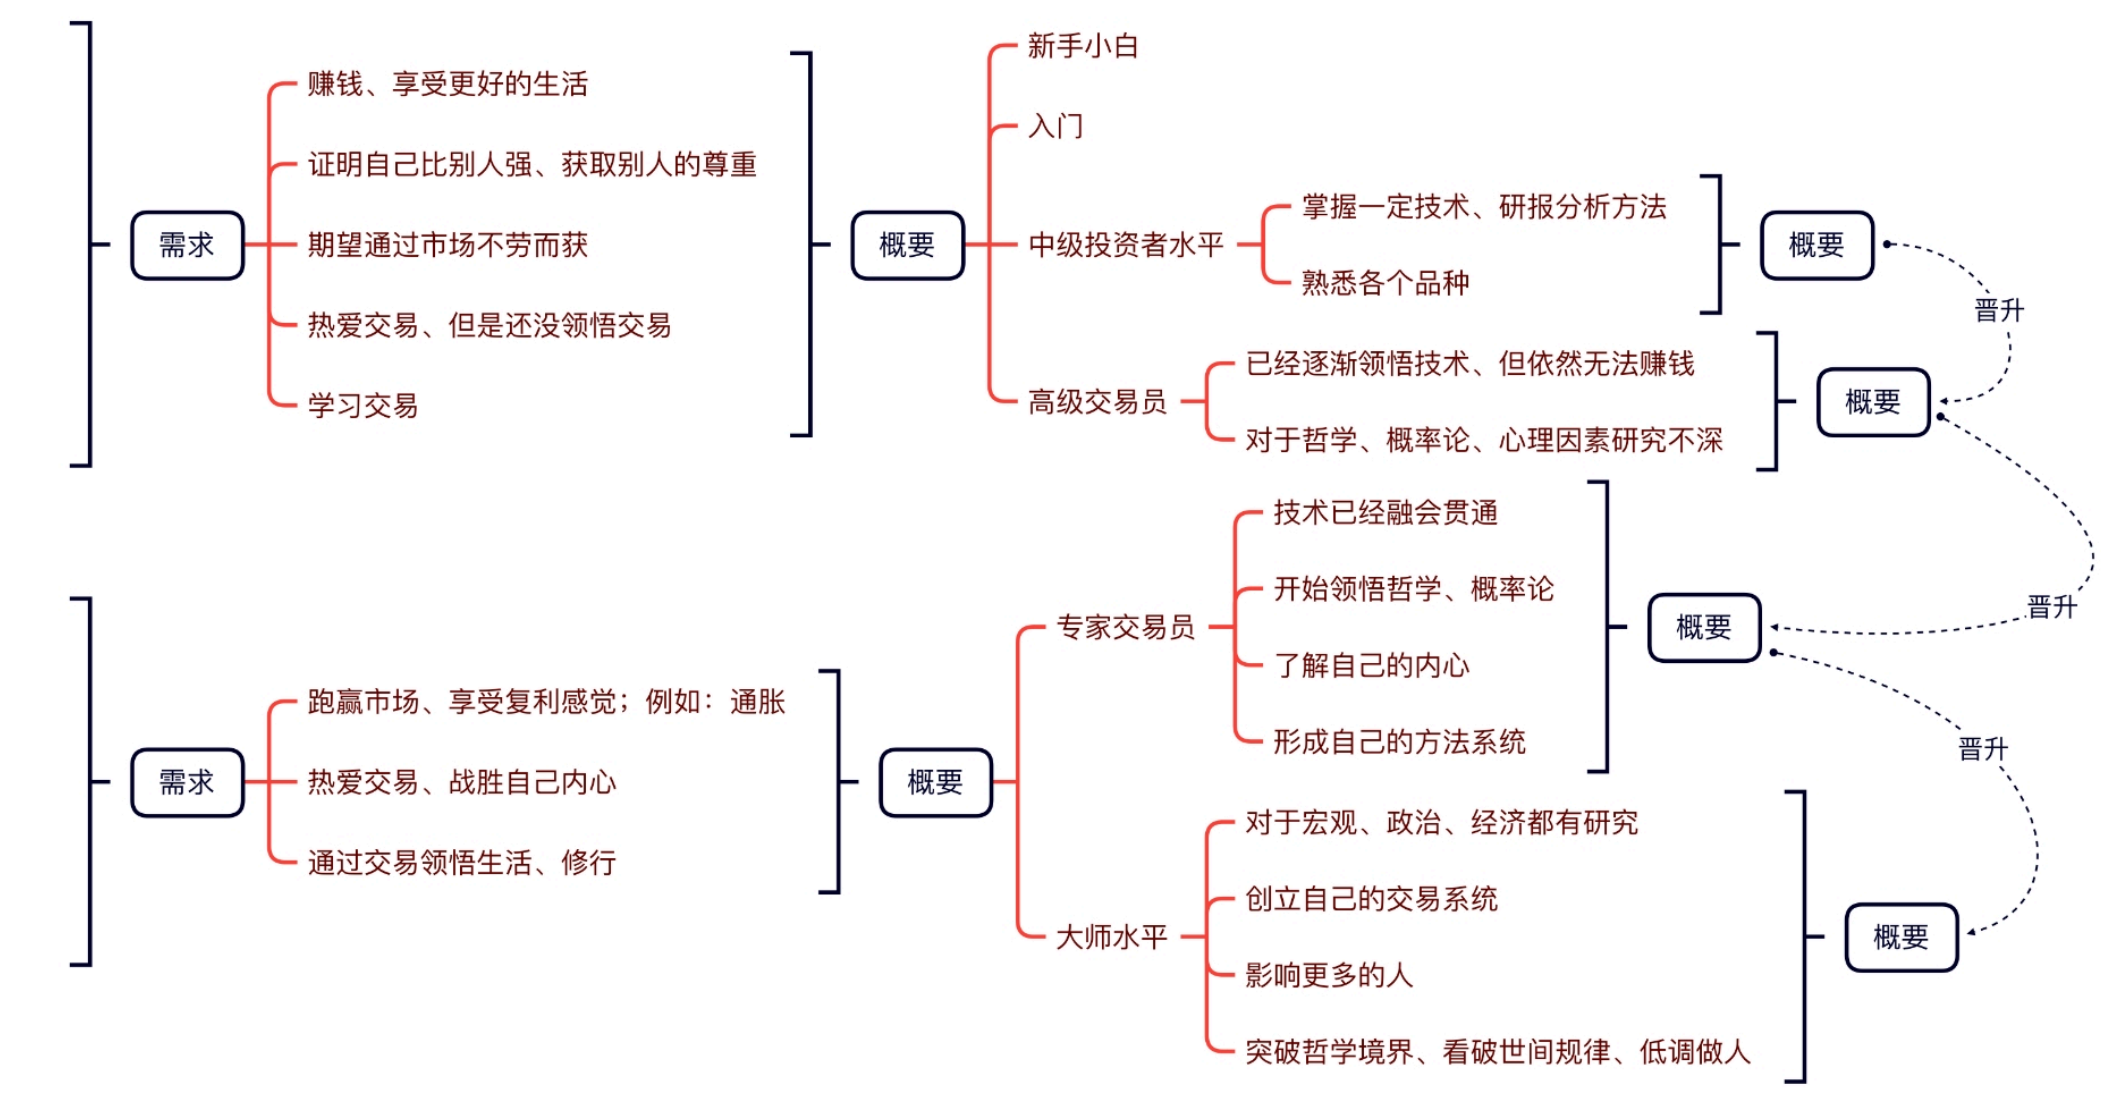 需求
赚钱、享受更好的生活
证明自己比别人强、获取别人的尊重
期望通过市场不劳而获
热爱交易、但是还没领悟交易
学习交易
概要
新手小白
入门
中级投资者水平
掌握一定技术、研报分析方法
熟悉各个品种
概要
晋升
高级交易员
已经逐渐领悟技术、但依然无法赚钱
对于哲学、概率论、心理因素研究不深
概要
晋升
需求
跑赢市场、享受复利感觉；例如：通胀
热爱交易、战胜自己内心
通过交易领悟生活、修行
概要
专家交易员
技术已经融会贯通
开始领悟哲学、概率论
了解自己的内心
形成自己的方法系统
概要
晋升
大师水平
对于宏观、政治、经济都有研究
创立自己的交易系统
影响更多的人
突破哲学境界、看破世间规律、低调做人
概要